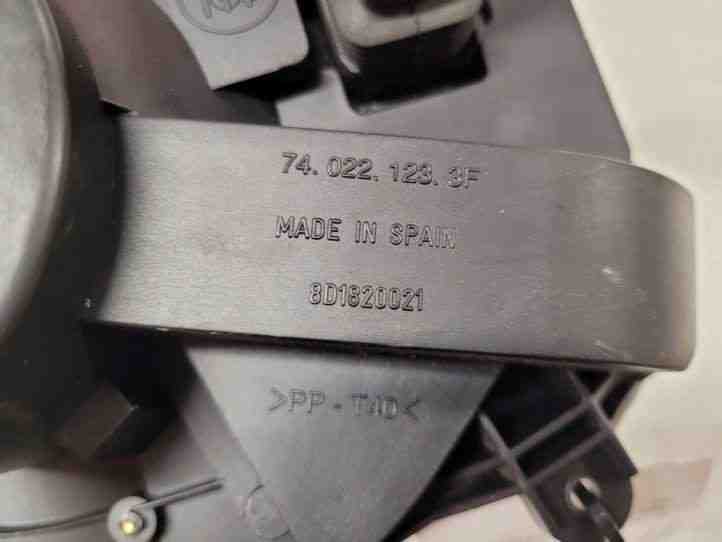 74. 022. 123. 3F
MADE IN SPAIN
8D1820021
>PP - T40<